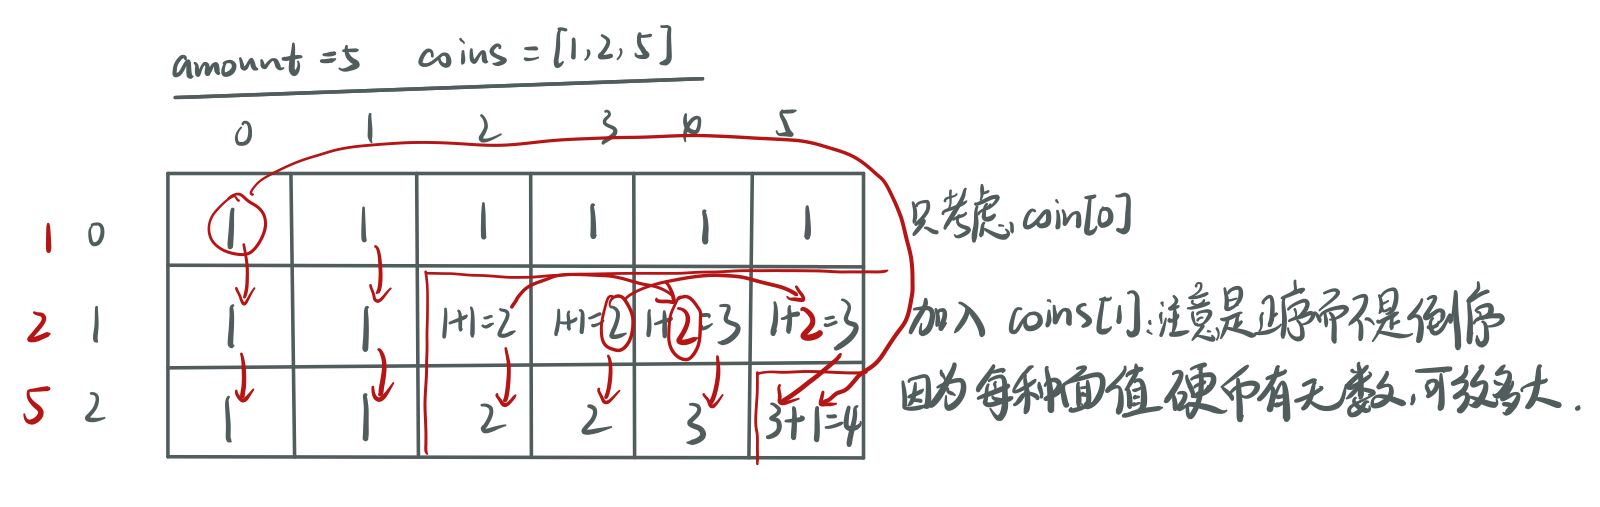 amount =5 coins = [1,2,5]
0 1 2 3 4 5
1 0 1 1 1 1 1 1 只考虑coin[0]
2 1 1 1 1+1=2 1+1=2 1+2=3 1+2=3 加入 coins[1].注意是正序而不是倒序
5 2 1 1 2 2 3 3+1=4 因为每种面值硬币有无数,可